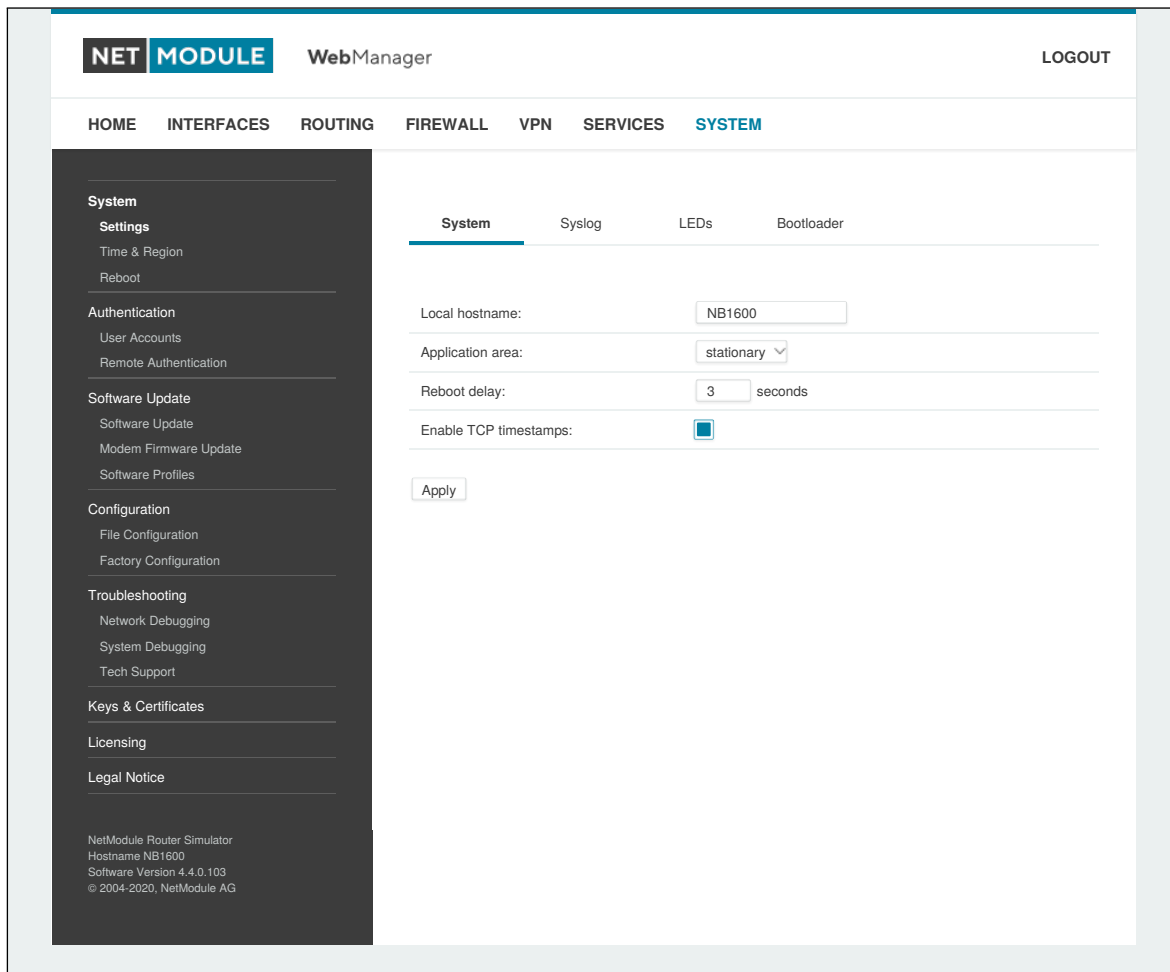 NET MODULE WebManager LOGOUT
HOME INTERFACES ROUTING FIREWALL VPN SERVICES SYSTEM
System
Settings
Time & Region
Reboot
Authentication
User Accounts
Remote Authentication
Software Update
Software Update
Modem Firmware Update
Software Profiles
Configuration
File Configuration
Factory Configuration
Troubleshooting
Network Debugging
System Debugging
Tech Support
Keys & Certificates
Licensing
Legal Notice
NetModule Router Simulator
Hostname NB1600
Software Version 4.4.0.103
© 2004-2020, NetModule AG
System Syslog LEDs Bootloader
Local hostname: NB1600
Application area: stationary
Reboot delay: 3 seconds
Enable TCP timestamps:
Apply